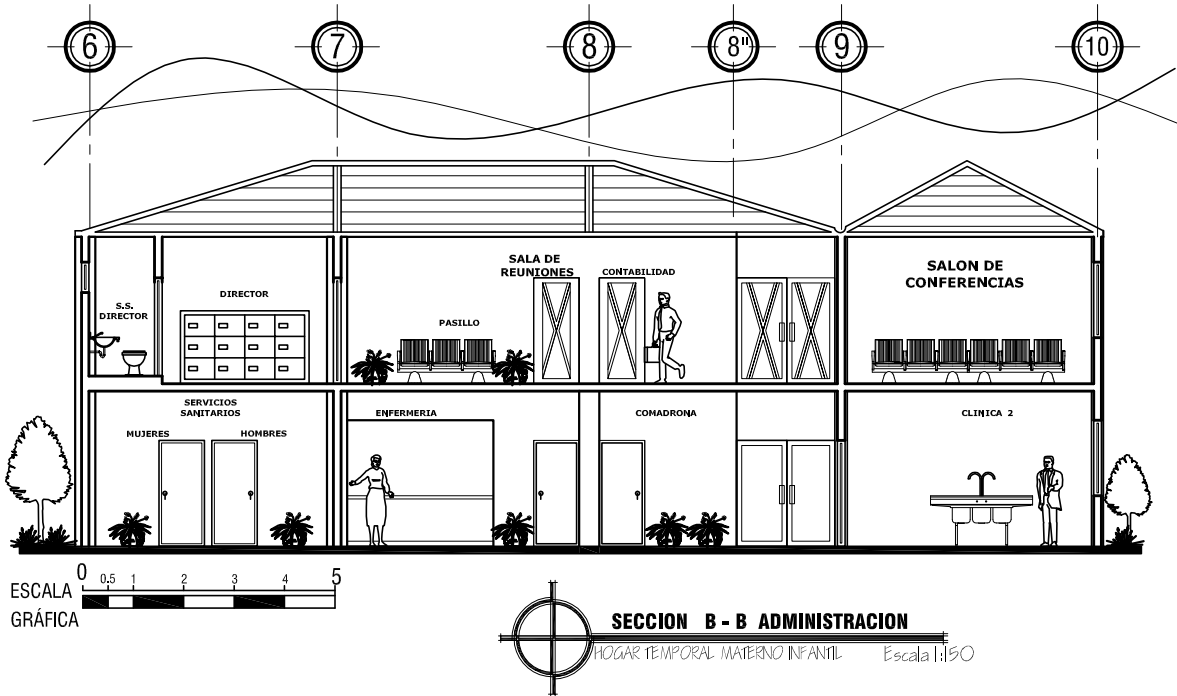 6 7 8 8" 9 10
SALA DE
REUNIONES
CONTABILIDAD
SALON DE
CONFERENCIAS
S.S.
DIRECTOR
DIRECTOR
PASILLO
SERVICIOS
SANITARIOS
MUJERES
HOMBRES
ENFERMERIA
COMADRONA
CLINICA 2
ESCALA
GRÁFICA
0 0.5 1 2 3 4 5
SECCION B - B ADMINISTRACION
HOGAR TEMPORAL MATERNO INFANTIL Escala 1:150